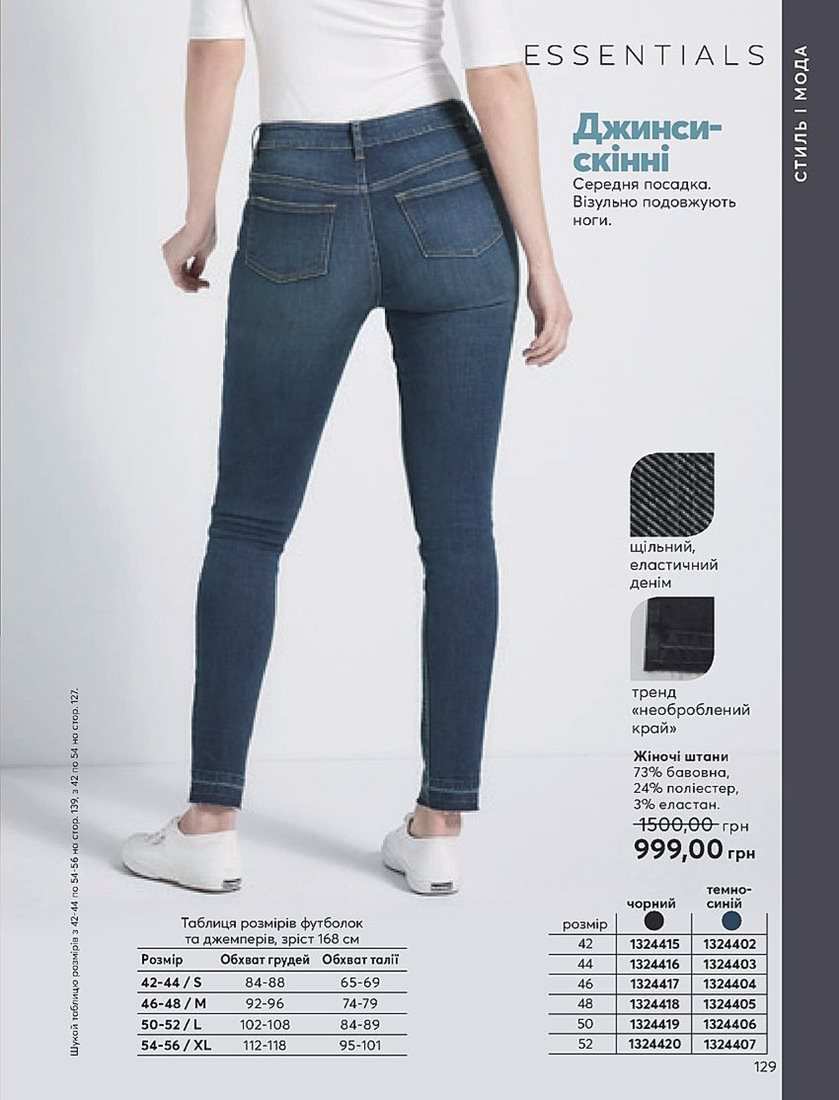 ESSENTIALS
СТИЛЬ І МОДА
Джинси-
скінні
Середня посадка.
Візульно подовжують
ноги.
щільний,
еластичний
денім
тренд
«необроблений
край»
Жіночі штани
73% бавовна,
24% поліестер,
3% еластан.
1500,00 грн
999,00 грн
Шукай таблицю розмірів з 42-44 по 54-56 на стор. 139, з 42 по 54 на стор. 127.
Таблиця розмірів футболок
та джемперів, зріст 168 см
Розмір Обхват грудей Обхват талії
42-44 / S 84-88 65-69
46-48 / M 92-96 74-79
50-52 / L 102-108 84-89
54-56 / XL 112-118 95-101
темно-
чорний синій
розмір
42 1324415 1324402
44 1324416 1324403
46 1324417 1324404
48 1324418 1324405
50 1324419 1324406
52 1324420 1324407
129